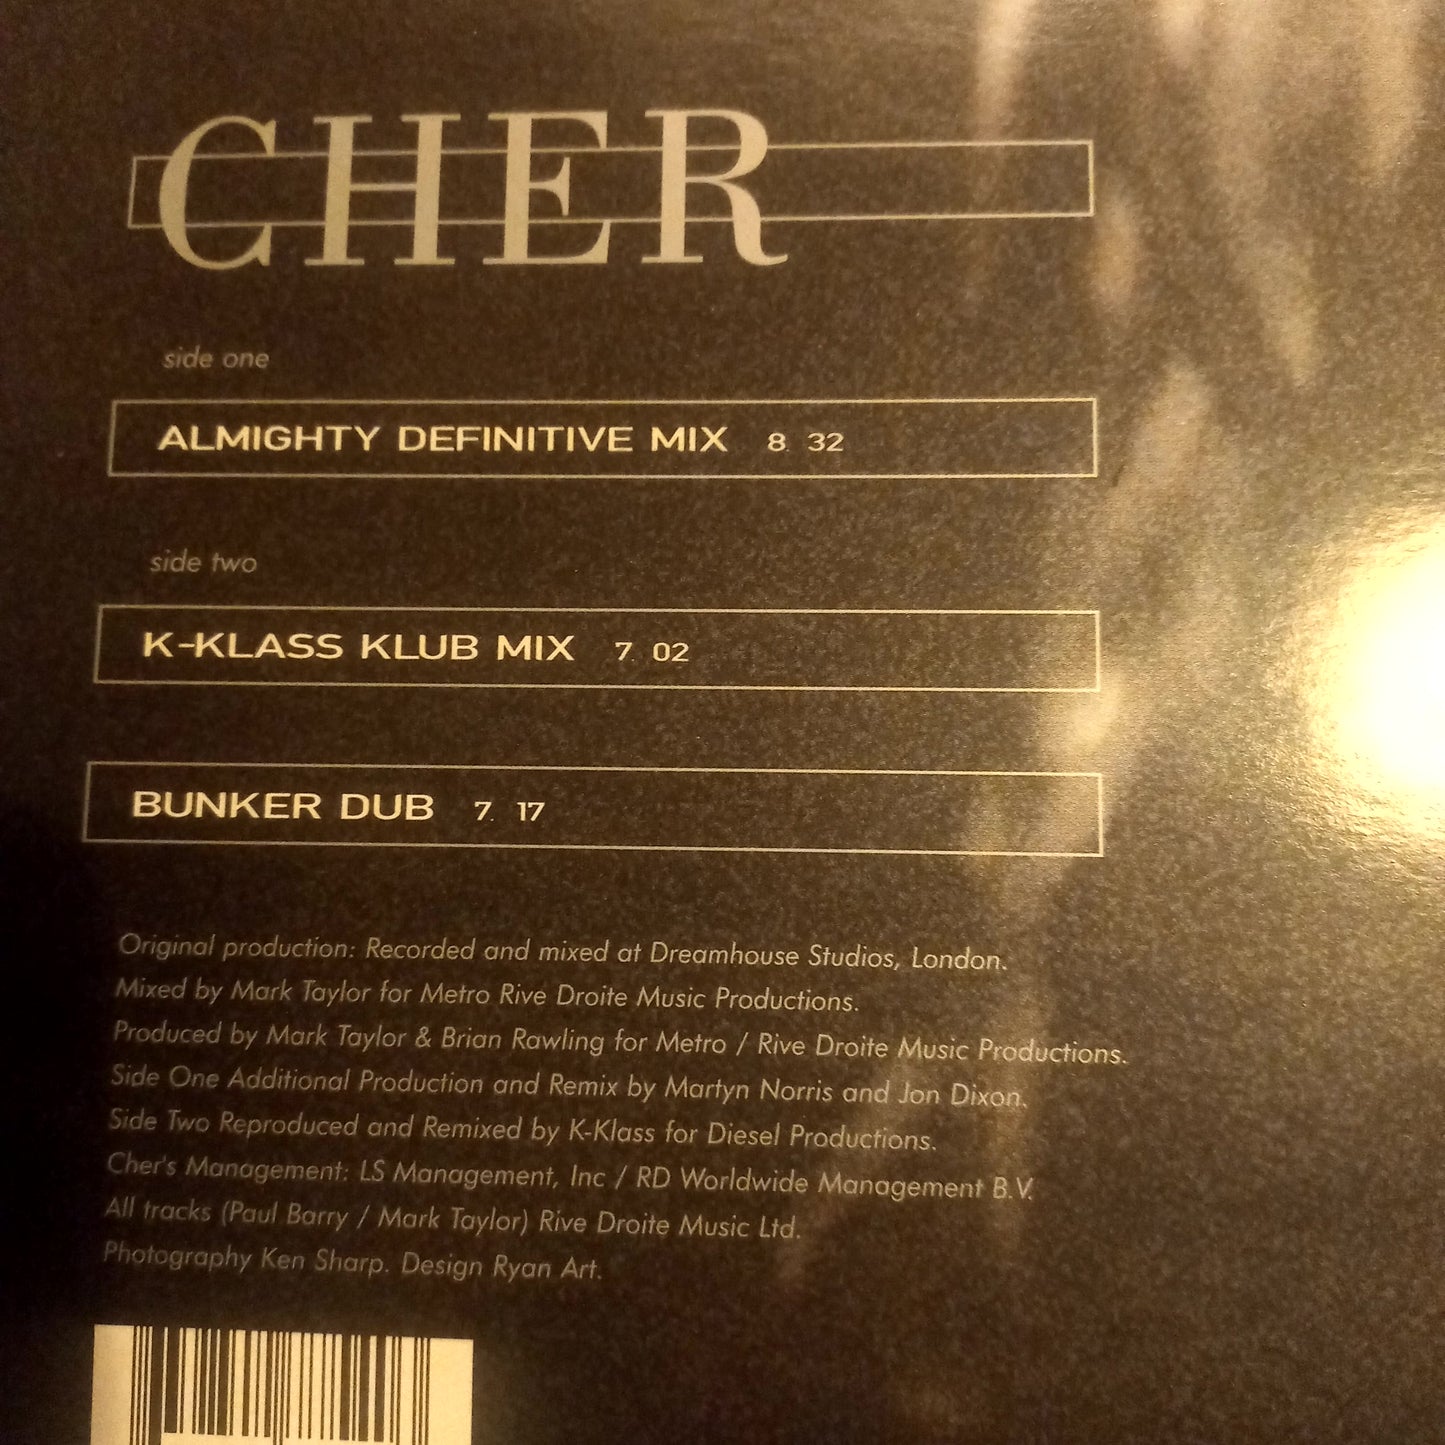 CHER
side one
ALMIGHTY DEFINITIVE MIX 8. 32
side two
K-KLASS KLUB MIX 7. 02
BUNKER DUB 7. 17
Original production: Recorded and mixed at Dreamhouse Studios, London.
Mixed by Mark Taylor for Metro Rive Droite Music Productions.
Produced by Mark Taylor & Brian Rawling for Metro / Rive Droite Music Productions.
Side One Additional Production and Remix by Martyn Norris and Jon Dixon.
Side Two Reproduced and Remixed by K-Klass for Diesel Productions.
Cher's Management: LS Management, Inc / RD Worldwide Management B.V.
All tracks (Paul Barry / Mark Taylor) Rive Droite Music Ltd.
Photography Ken Sharp. Design Ryan Art.